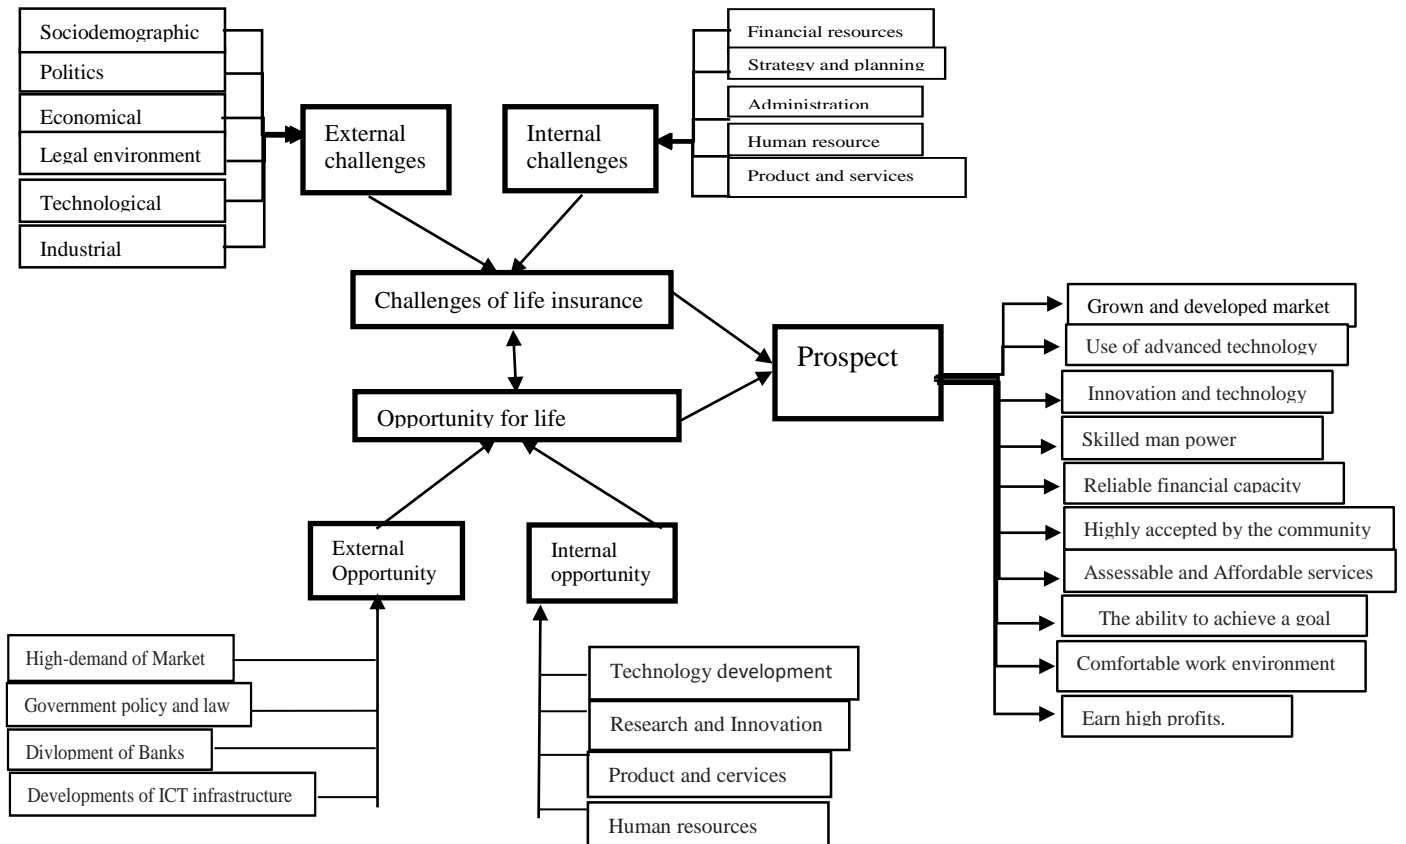 Sociodemographic
Politics
Economical
Legal environment
Technological
Industrial
External
challenges
Internal
challenges
Financial resources
Strategy and planning
Administration
Human resource
Product and services
Challenges of life insurance
Opportunity for life
Prospect
Grown and developed market
Use of advanced technology
Innovation and technology
Skilled man power
Reliable financial capacity
Highly accepted by the community
Assessable and Affordable services
The ability to achieve a goal
Comfortable work environment
Earn high profits.
External
Opportunity
Internal
opportunity
High-demand of Market
Government policy and law
Divlopment of Banks
Developments of ICT infrastructure
Technology development
Research and Innovation
Product and cervices
Human resources